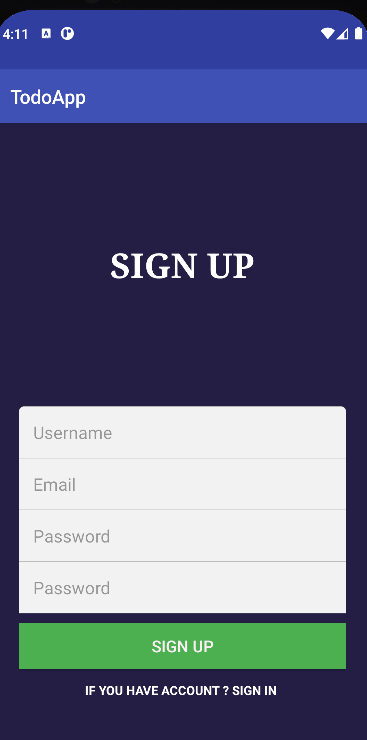 4:11
TodoApp
SIGN UP
Username
Email
Password
Password
SIGN UP
IF YOU HAVE ACCOUNT ? SIGN IN